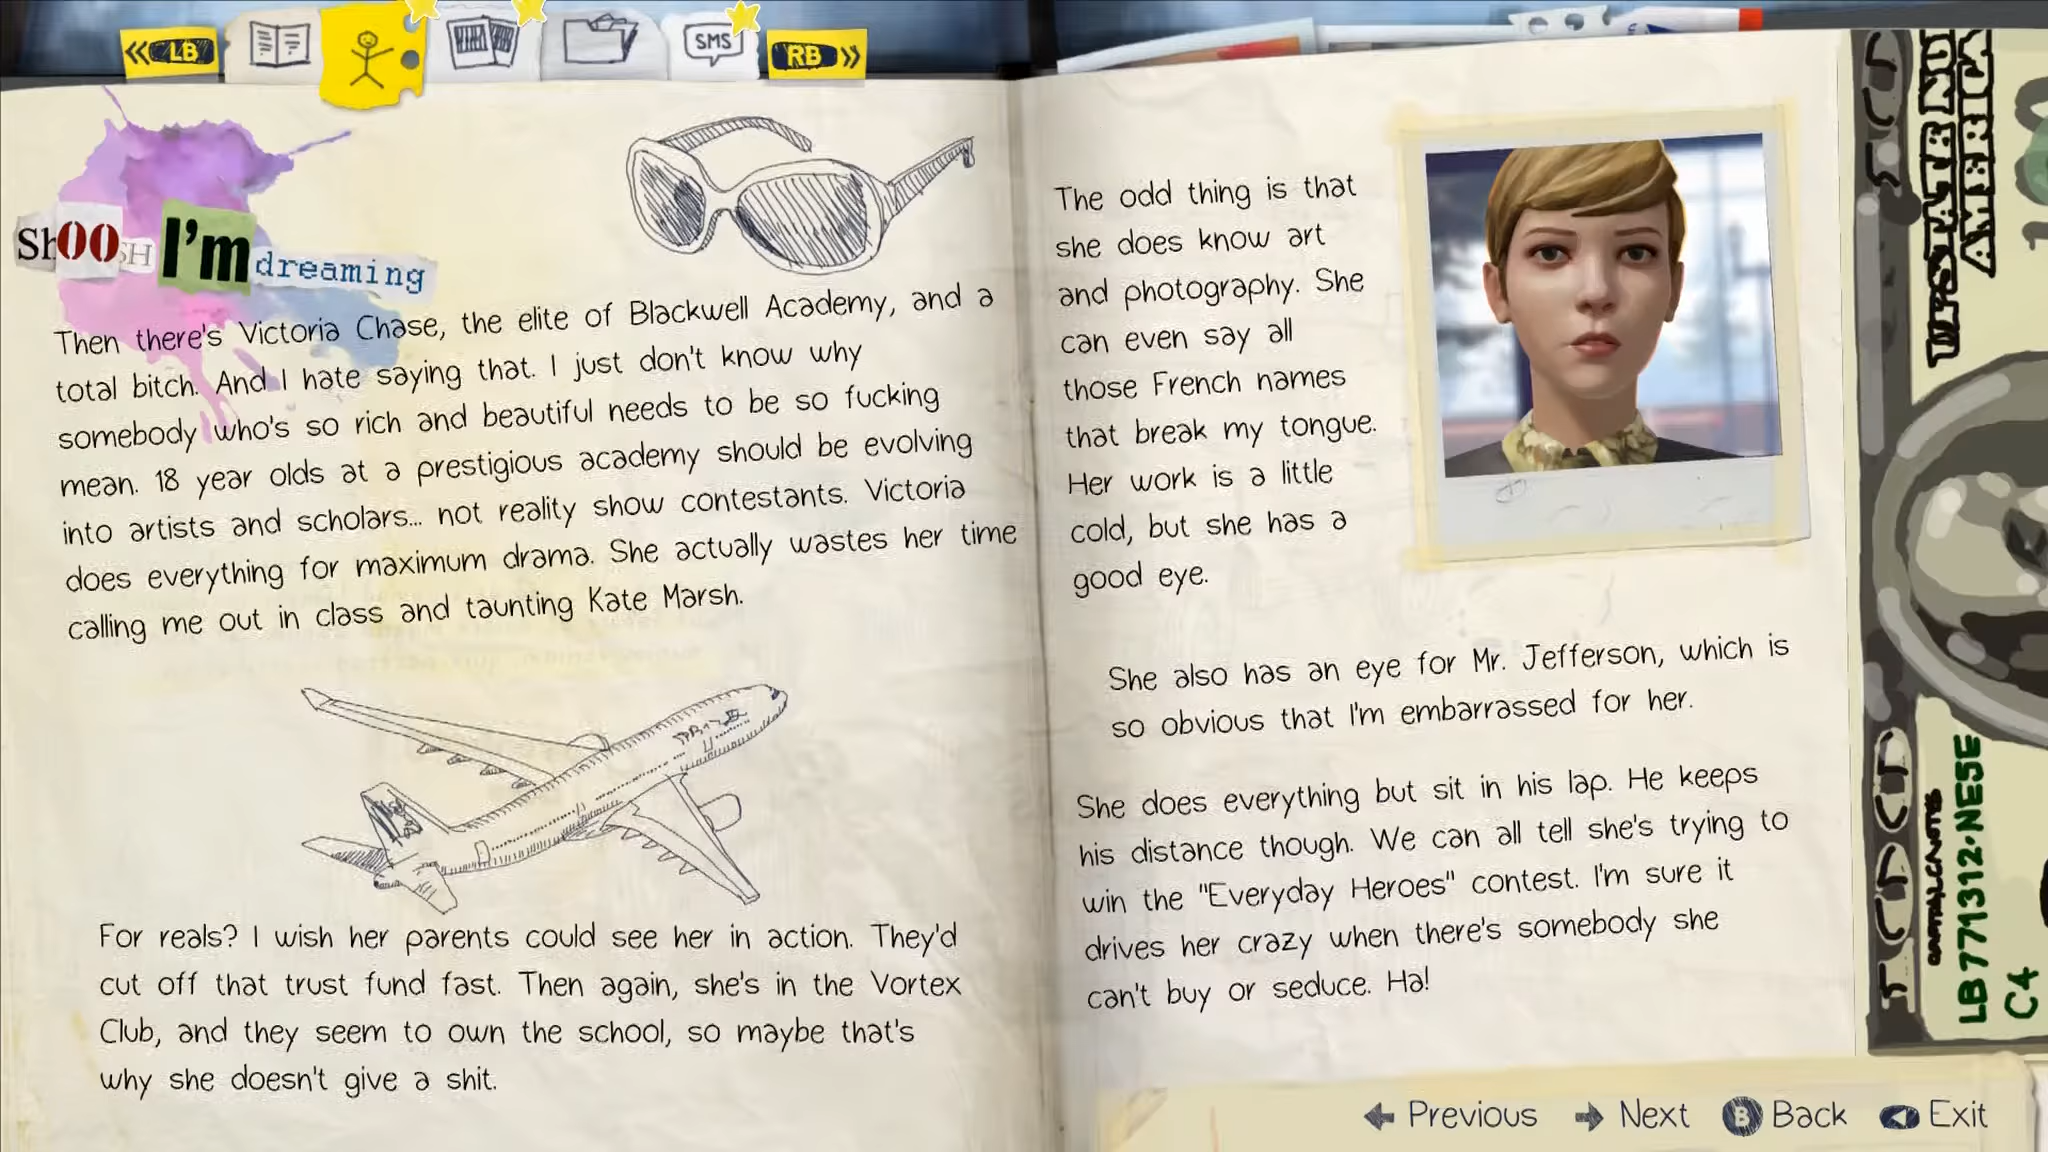 LB
SMS
RB
ShOOSH I'm dreaming
Then there's Victoria Chase, the elite of Blackwell Academy, and a
total bitch. And I hate saying that. I just don't know why
somebody who's so rich and beautiful needs to be so fucking
mean. 18 year olds at a prestigious academy should be evolving
into artists and scholars... not reality show contestants. Victoria
does everything for maximum drama. She actually wastes her time
calling me out in class and taunting Kate Marsh.
For reals? I wish her parents could see her in action. They'd
cut off that trust fund fast. Then again, she's in the Vortex
Club, and they seem to own the school, so maybe that's
why she doesn't give a shit.
The odd thing is that
she does know art
and photography. She
can even say all
those French names
that break my tongue.
Her work is a little
cold, but she has a
good eye.
She also has an eye for Mr. Jefferson, which is
so obvious that I'm embarrassed for her.
She does everything but sit in his lap. He keeps
his distance though. We can all tell she's trying to
win the "Everyday Heroes" contest. I'm sure it
drives her crazy when there's somebody she
can't buy or seduce. Ha!
AMERICA
100
LB771312·NE5E
C4
Previous
Next
B Back
Exit